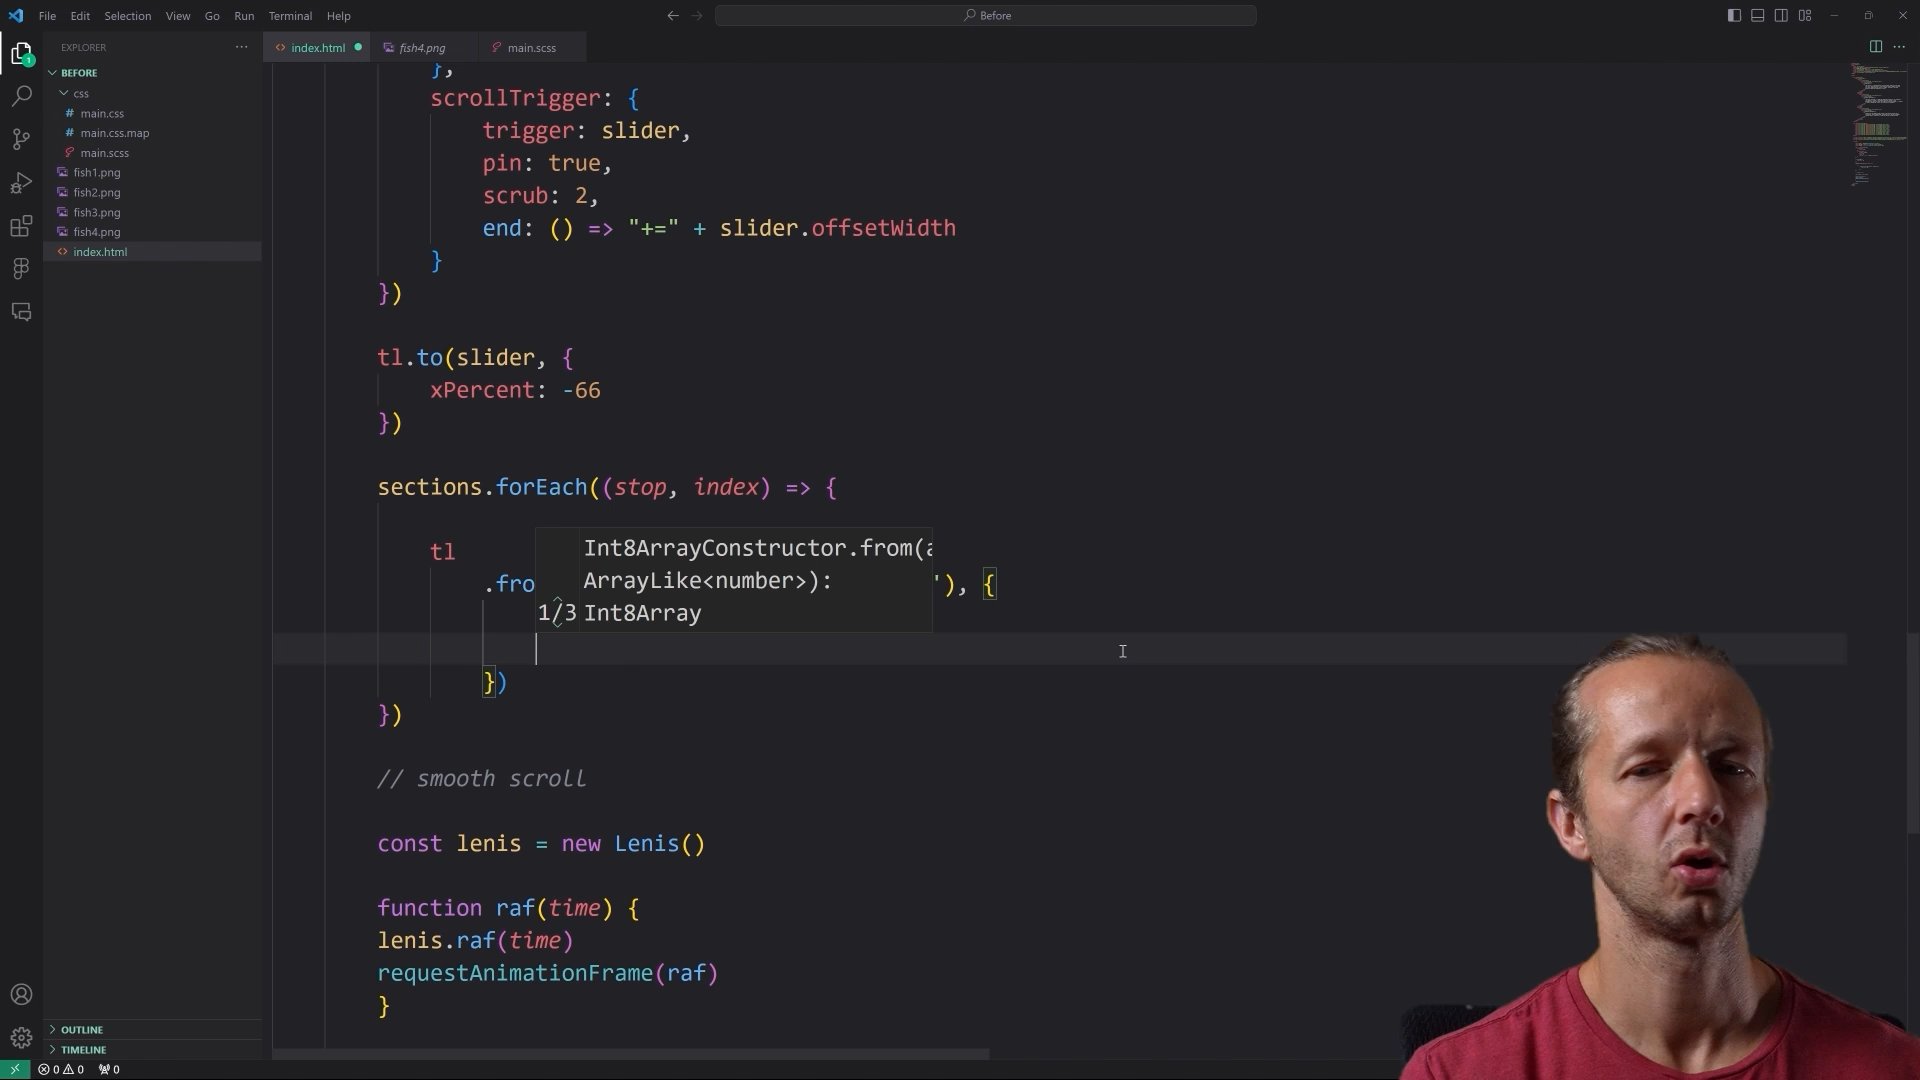 File Edit Selection View Go Run Terminal Help
Before
EXPLORER
index.html
fish4.png
main.scss
BEFORE
css
main.css
main.css.map
main.scss
fish1.png
fish2.png
fish3.png
fish4.png
index.html
OUTLINE
TIMELINE
},
scrollTrigger: {
trigger: slider,
pin: true,
scrub: 2,
end: () => "+=" + slider.offsetWidth
}
})
tl.to(slider, {
xPercent: -66
})
sections.forEach((stop, index) => {
tl
.fro
'), {
Int8ArrayConstructor.from(a
ArrayLike<number>):
1/3 Int8Array
})
})
// smooth scroll
const lenis = new Lenis()
function raf(time) {
lenis.raf(time)
requestAnimationFrame(raf)
}
0 0 0
1